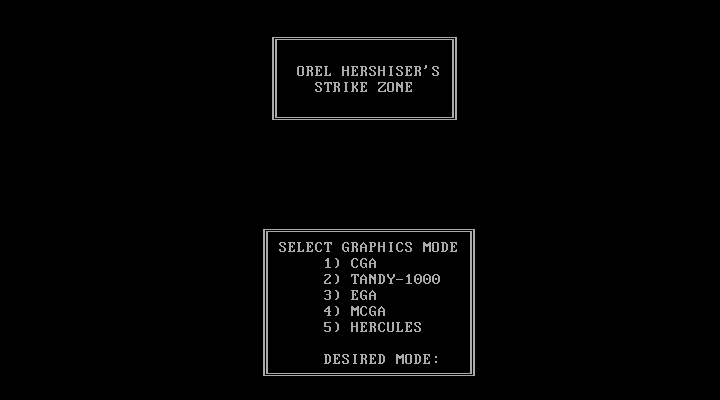 OREL HERSHISER'S
STRIKE ZONE
SELECT GRAPHICS MODE
1) CGA
2) TANDY-1000
3) EGA
4) MCGA
5) HERCULES
DESIRED MODE: